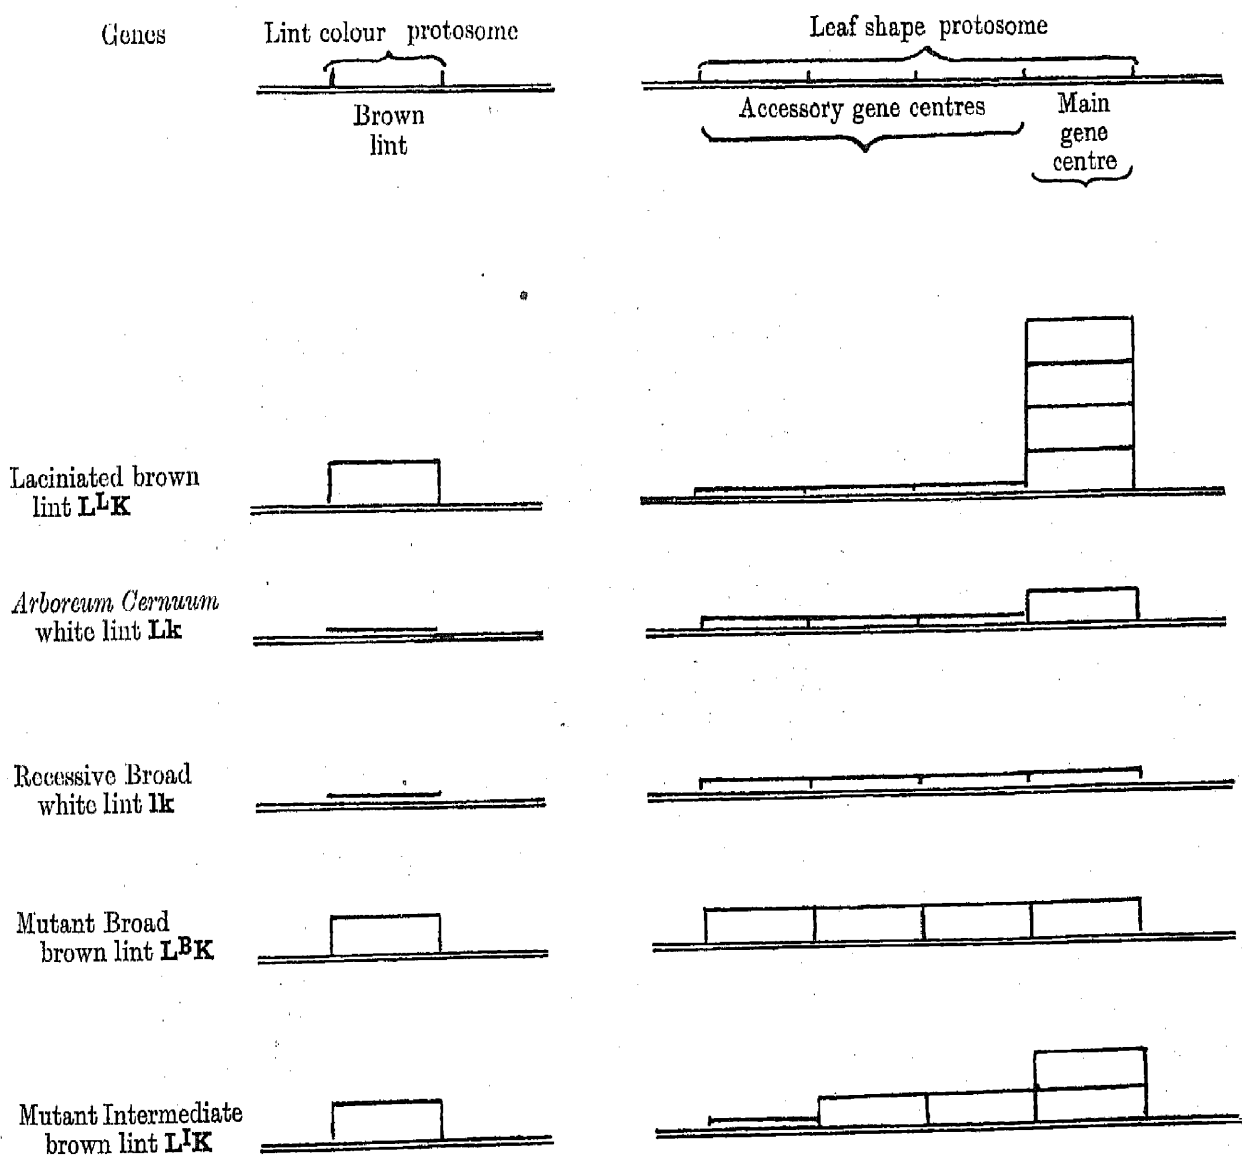 Genes
Lint colour protosome
Leaf shape protosome
Brown
lint
Accessory gene centres
Main
gene
centre
Laciniated brown
lint LᴸK
Arboreum Cernuum
white lint Lk
Recessive Broad
white lint lk
Mutant Broad
brown lint LᴮK
Mutant Intermediate
brown lint LᴵK